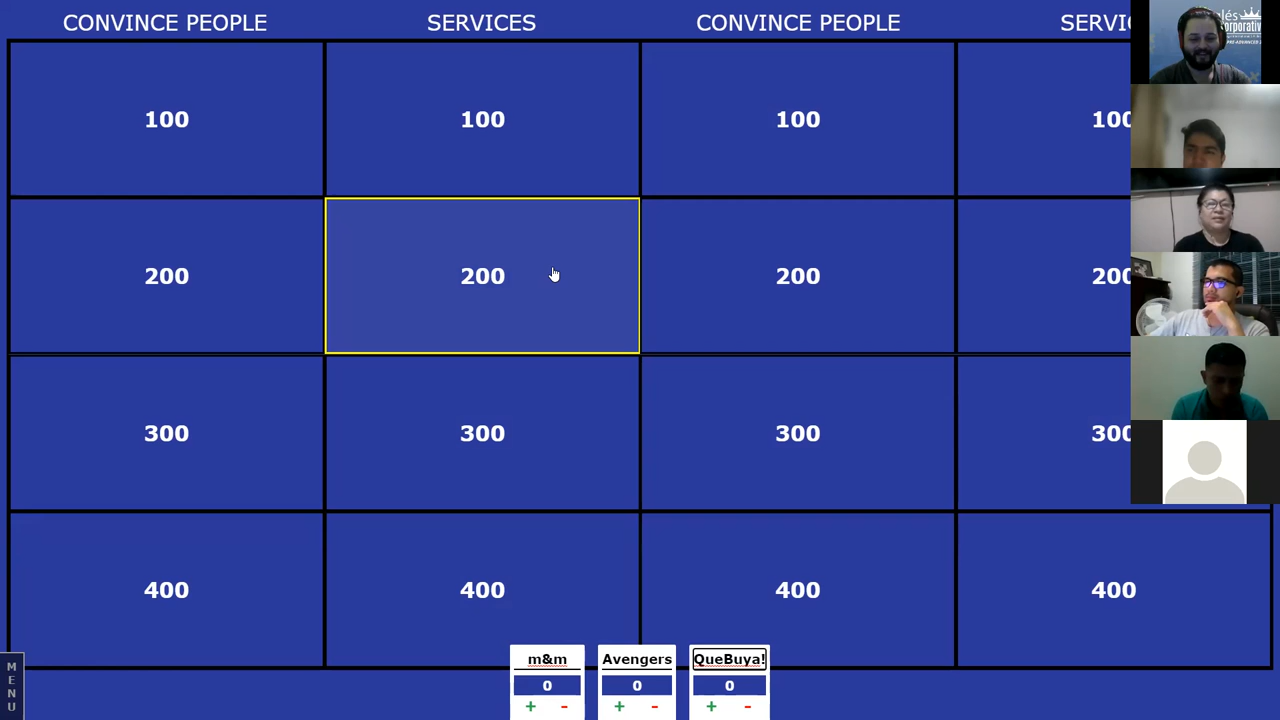 CONVINCE PEOPLE SERVICES CONVINCE PEOPLE
100 100 100
200 200 200
300 300 300
400 400 400 400
m&m Avengers QueBuya!
0 0 0
+ - + - + -
MENU